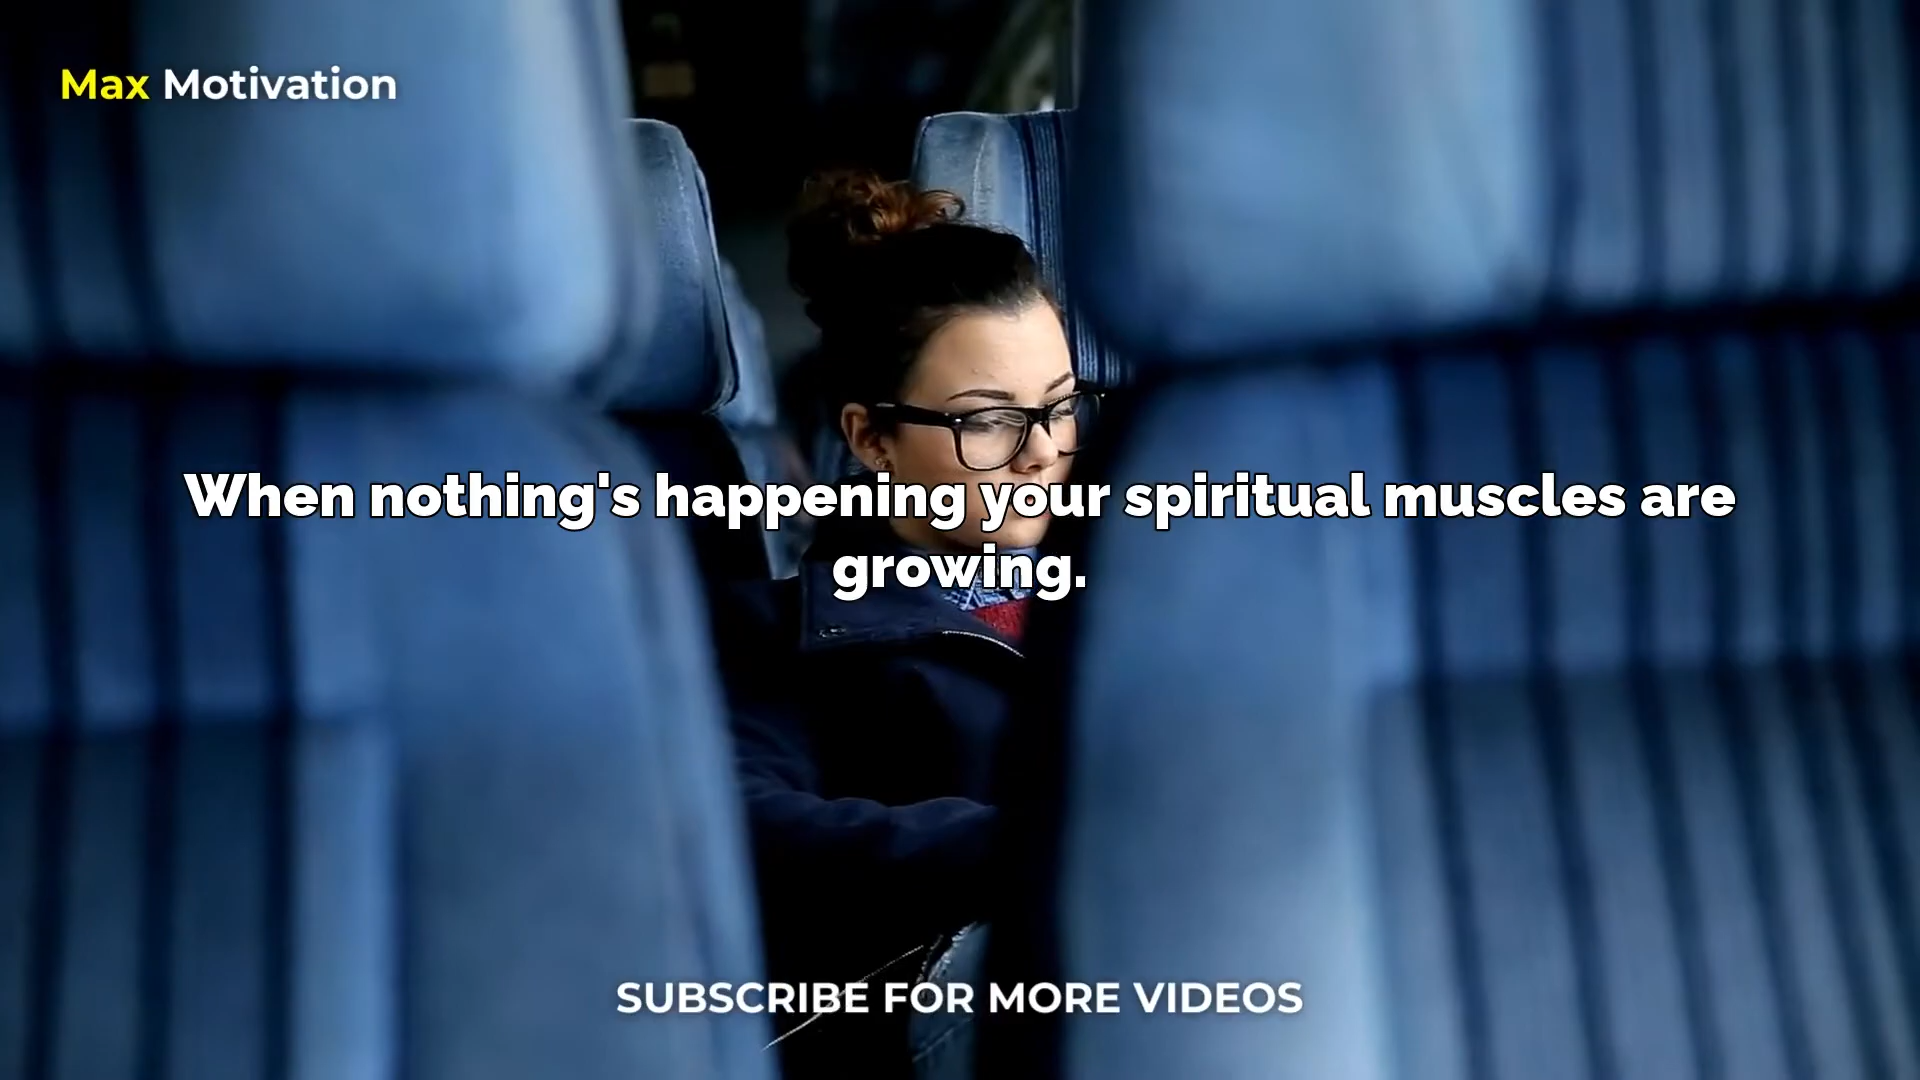 Max Motivation
When nothing's happening your spiritual muscles are
growing.
SUBSCRIBE FOR MORE VIDEOS